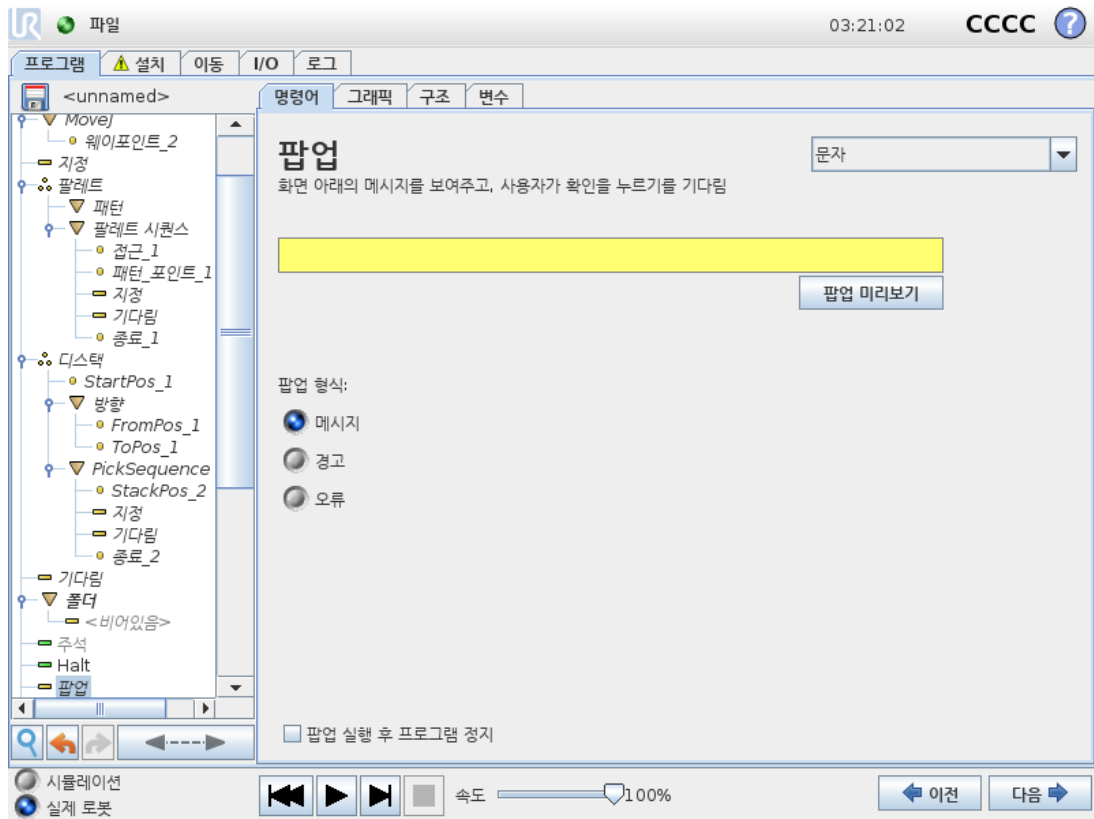 UR 파일 03:21:02 CCCC ?
프로그램 설치 이동 I/O 로그
<unnamed>
명령어 그래픽 구조 변수
MoveJ
웨이포인트_2
지정
팔레트
패턴
팔레트 시퀀스
접근_1
패턴_포인트_1
지정
기다림
종료_1
디스택
StartPos_1
방향
FromPos_1
ToPos_1
PickSequence
StackPos_2
지정
기다림
종료_2
기다림
폴더
<비어있음>
주석
Halt
팝업
팝업
문자
화면 아래의 메시지를 보여주고, 사용자가 확인을 누르기를 기다림
팝업 미리보기
팝업 형식:
메시지
경고
오류
팝업 실행 후 프로그램 정지
시뮬레이션
실제 로봇
속도 100%
이전 다음